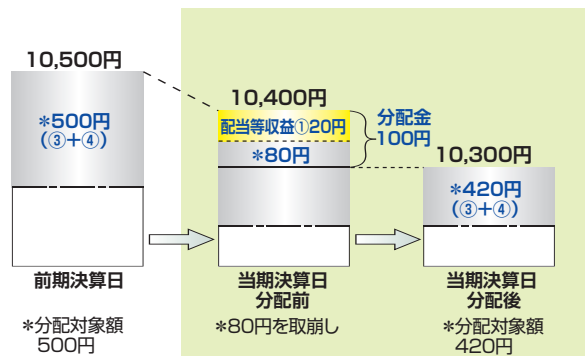 10,500円
*500円
(③+④)
前期決算日
*分配対象額
500円
10,400円
配当等収益①20円
*80円
分配金
100円
当期決算日
分配前
*80円を取崩し
10,300円
*420円
(③+④)
当期決算日
分配後
*分配対象額
420円